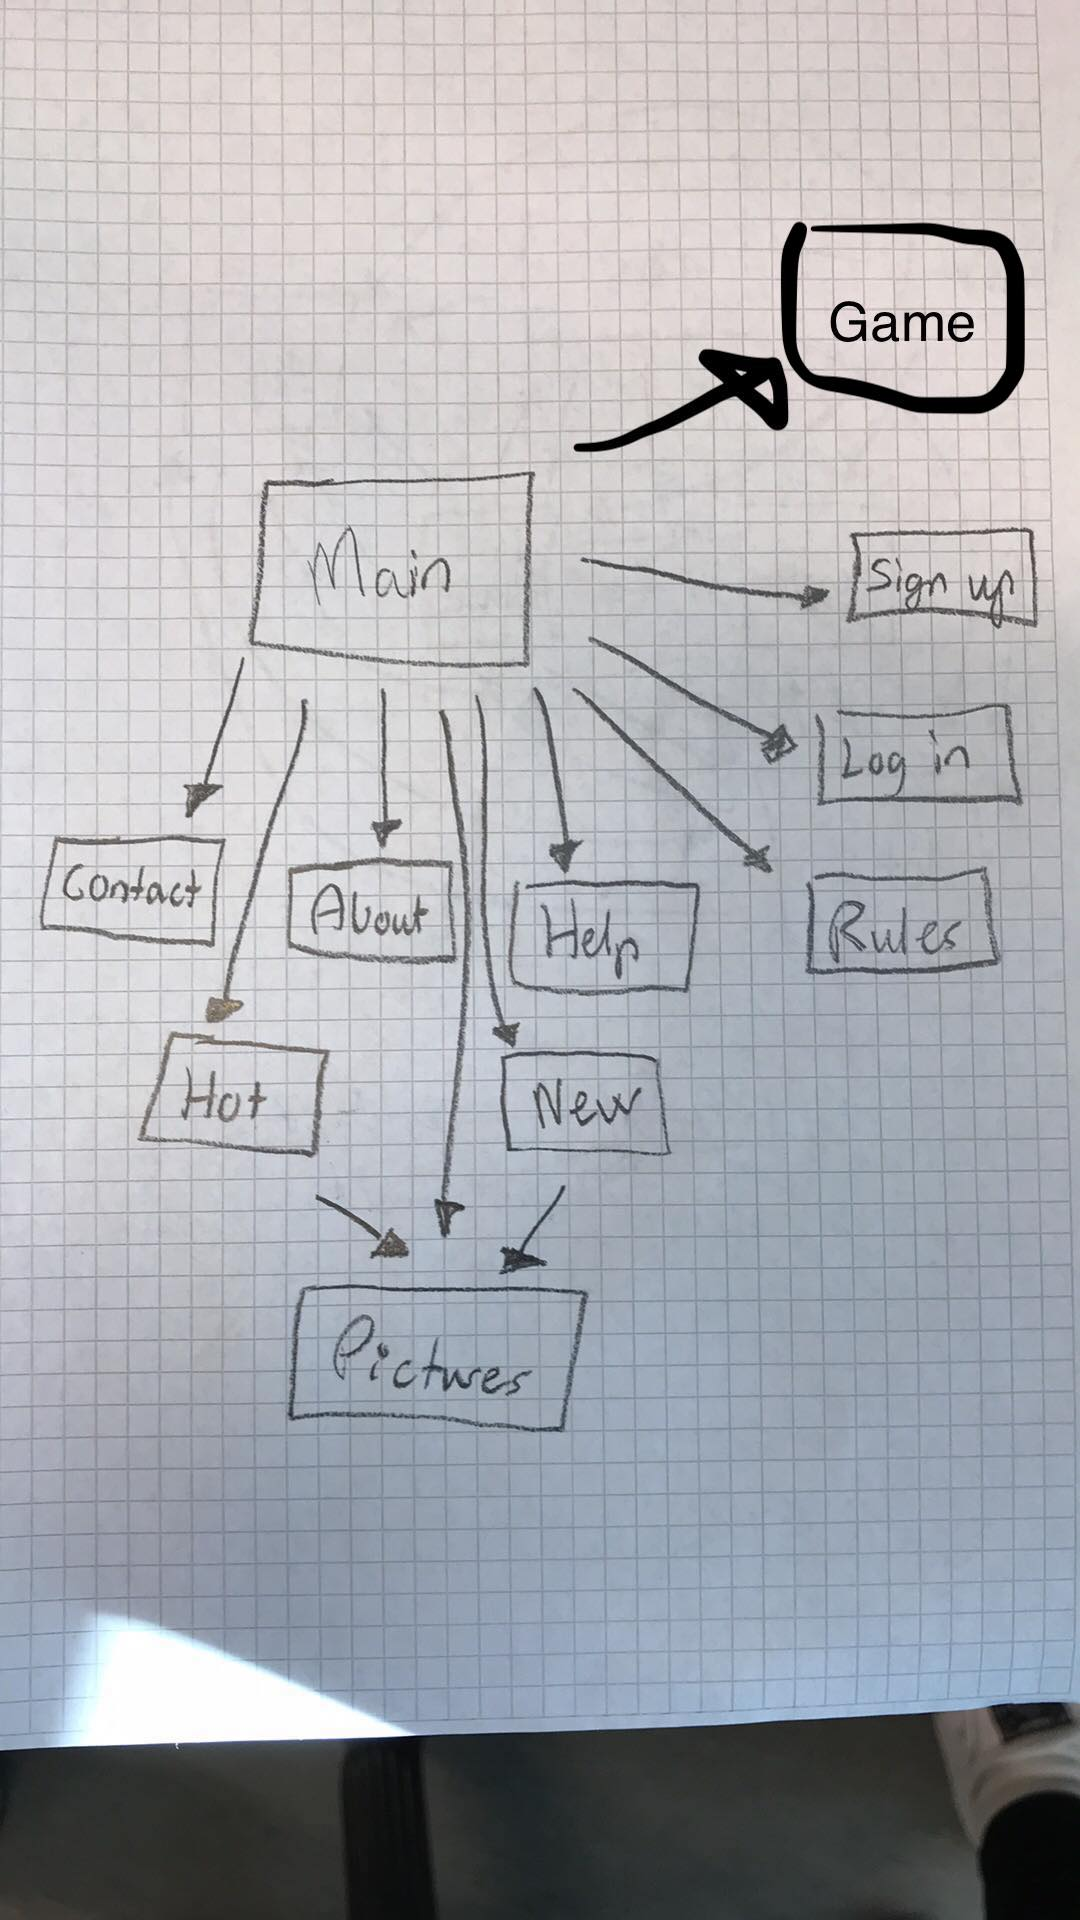 Game
Main
Sign up
Log in
Contact
About
Help
Rules
Hot
New
Pictures